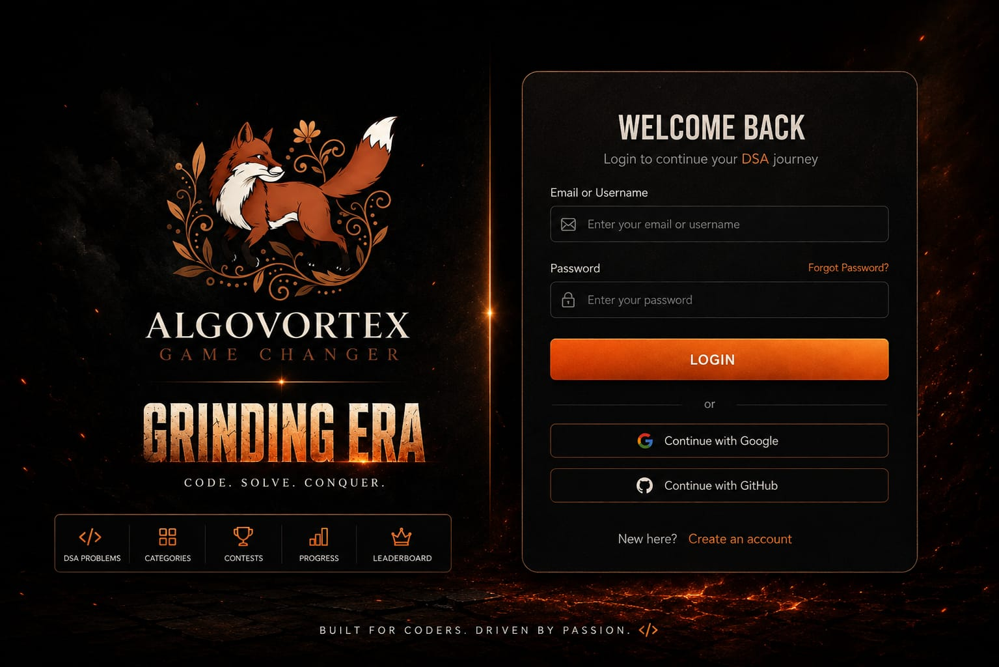 ALGOVORTEX
GAME CHANGER
GRINDING ERA
CODE. SOLVE. CONQUER.
DSA PROBLEMS
CATEGORIES
CONTESTS
PROGRESS
LEADERBOARD
WELCOME BACK
Login to continue your DSA journey
Email or Username
Enter your email or username
Password
Forgot Password?
Enter your password
LOGIN
or
Continue with Google
Continue with GitHub
New here? Create an account
BUILT FOR CODERS. DRIVEN BY PASSION. </>